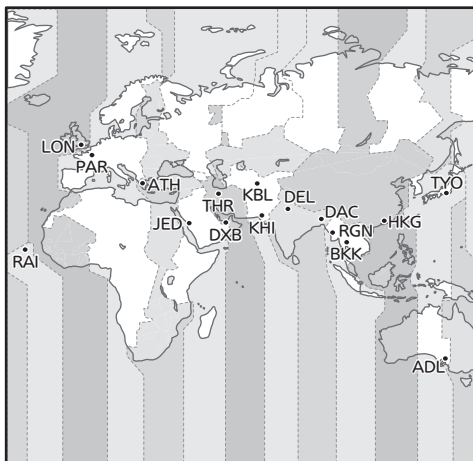 LON
PAR
ATH
THR
KBL
DEL
TYO
JED
DXB
KHI
DAC
RGN
HKG
BKK
RAI
ADL